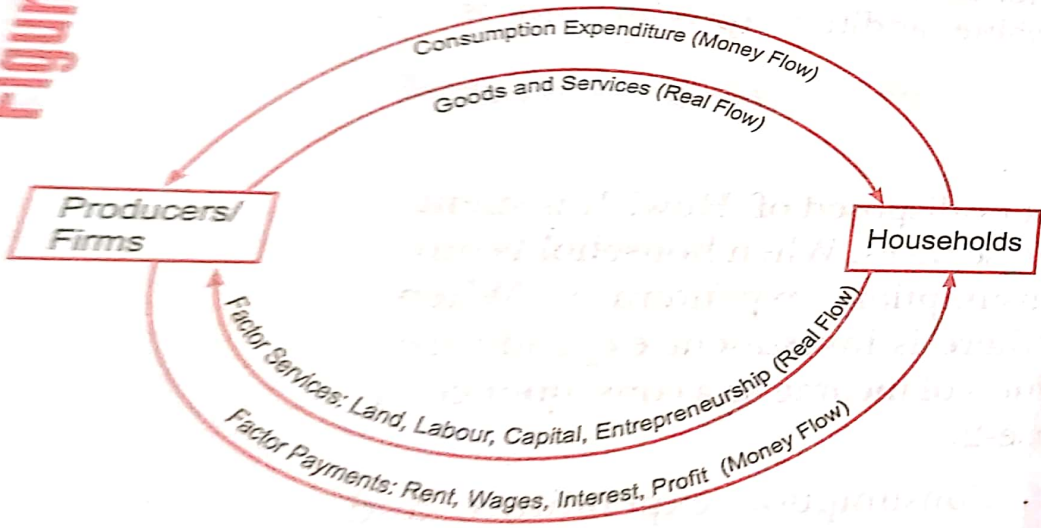 Figur
Consumption Expenditure (Money Flow)
Goods and Services (Real Flow)
Producers/
Firms
Households
Factor Services: Land, Labour, Capital, Entrepreneurship (Real Flow)
Factor Payments: Rent, Wages, Interest, Profit (Money Flow)